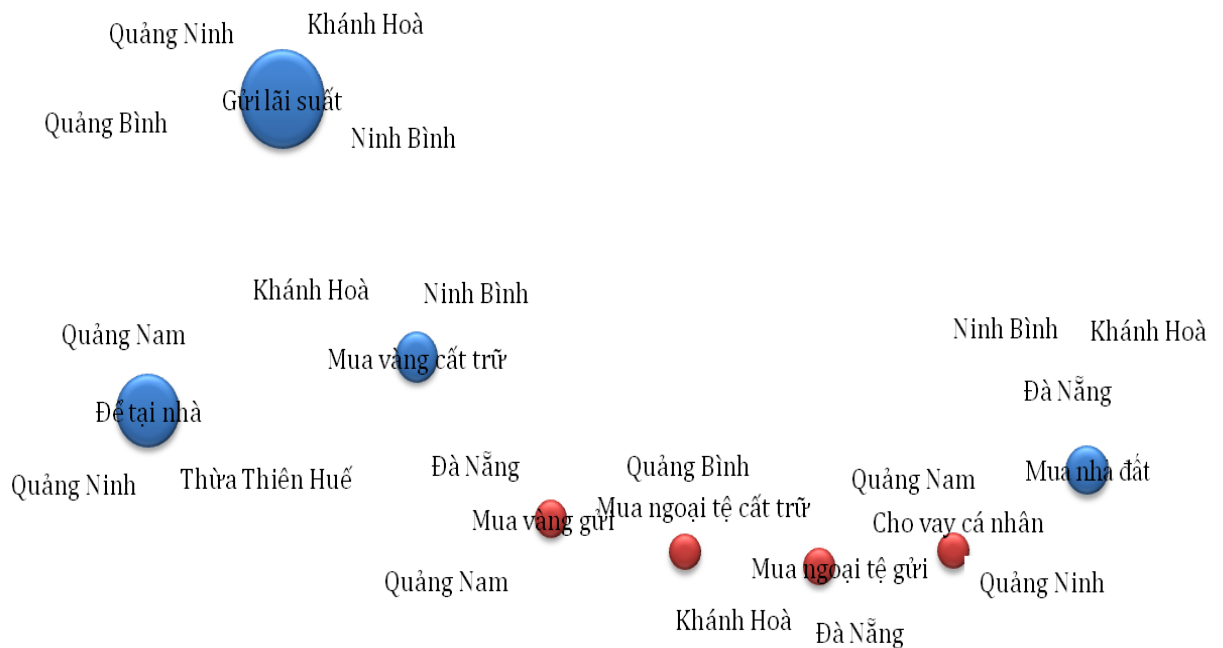 Khánh Hoà
Quảng Ninh
Gửi lãi suất
Quảng Bình
Ninh Bình
Khánh Hoà
Ninh Bình
Quảng Nam
Mua vàng cất trữ
Ninh Bình
Khánh Hoà
Đà Nẵng
Để tại nhà
Quảng Ninh
Thừa Thiên Huế
Đà Nẵng
Quảng Bình
Quảng Nam
Mua nhà đất
Mua vàng gửi
Mua ngoại tệ cất trữ
Cho vay cá nhân
Quảng Nam
Mua ngoại tệ gửi
Quảng Ninh
Khánh Hoà
Đà Nẵng